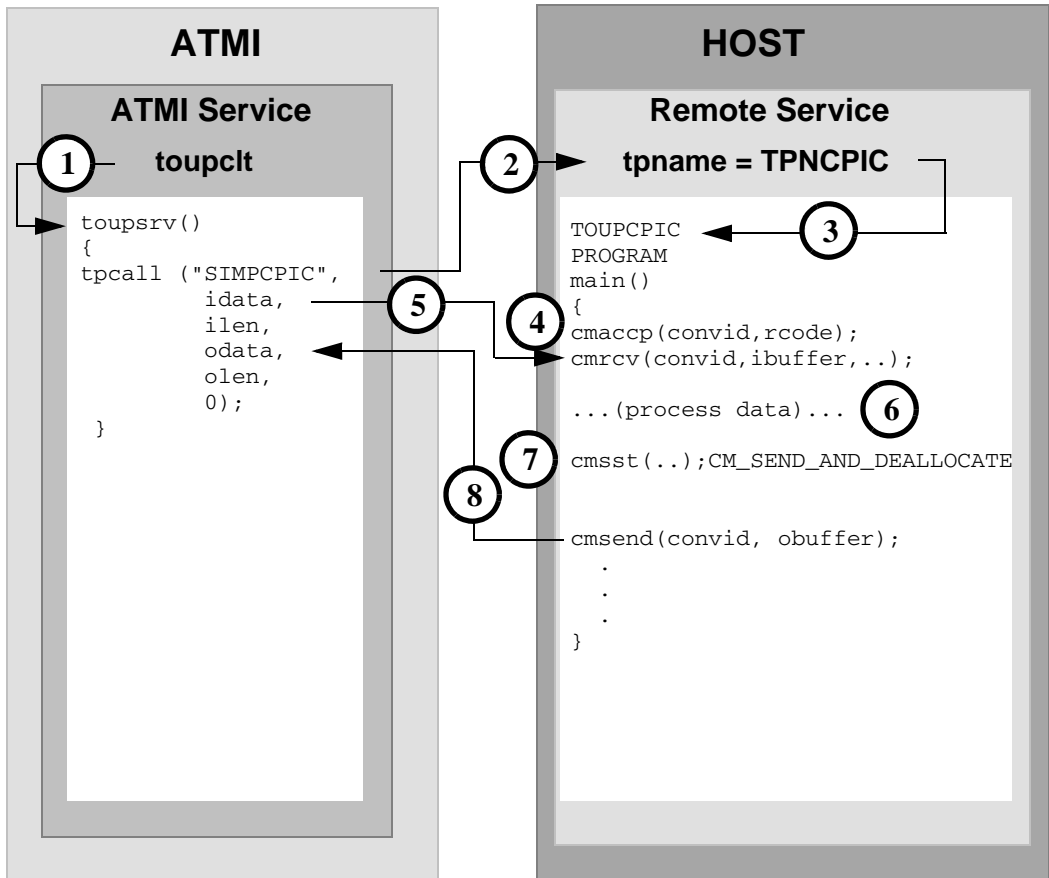 ATMI
ATMI Service
1
toupclt
toupsrv()
{
tpcall ("SIMPCPIC",
idata,
ilen,
odata,
olen,
0);
}
5
8
HOST
Remote Service
2
tpname = TPNCPIC
3
TOUPCPIC
PROGRAM
main()
{
4
cmaccp(convid,rcode);
cmrcv(convid,ibuffer,..);
...(process data)...
6
7
cmsst(..);CM_SEND_AND_DEALLOCATE
cmsend(convid, obuffer);
.
.
.
}